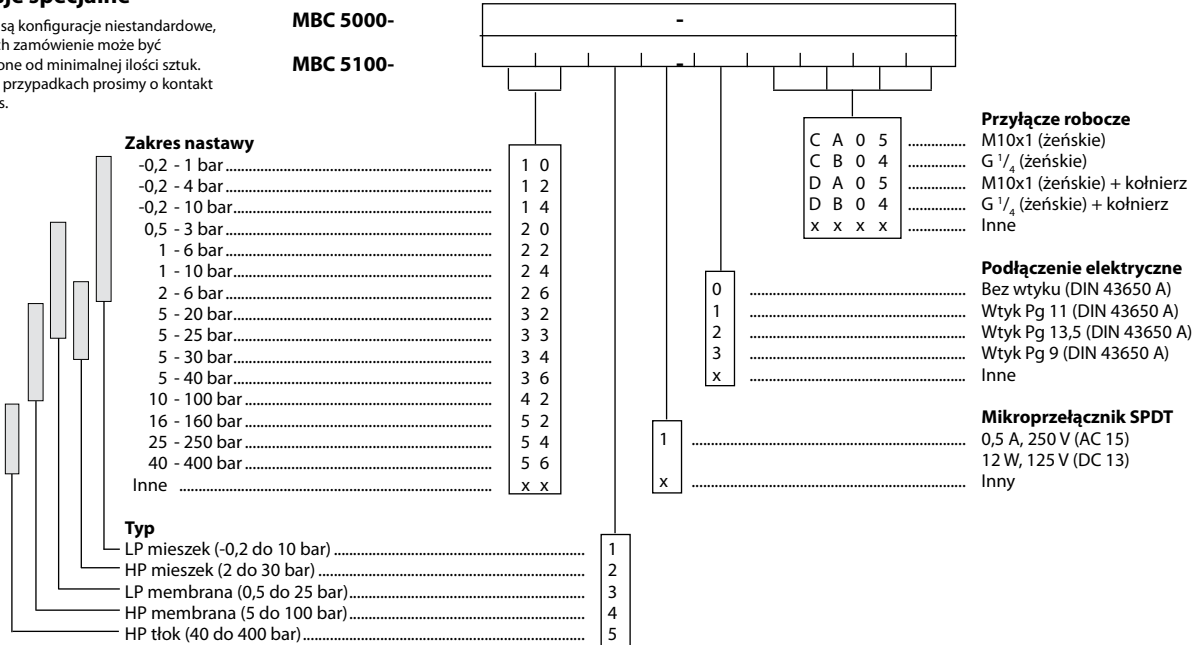 są konfiguracje niestandardowe,
zamówienie może być
od minimalnej ilości sztuk.
przypadkach prosimy o kontakt
MBC 5000-
-
MBC 5100-
-
Zakres nastawy
-0,2 - 1 bar 1 0
-0,2 - 4 bar 1 2
-0,2 - 10 bar 1 4
0,5 - 3 bar 2 0
1 - 6 bar 2 2
1 - 10 bar 2 4
2 - 6 bar 2 6
5 - 20 bar 3 2
5 - 25 bar 3 3
5 - 30 bar 3 4
5 - 40 bar 3 6
10 - 100 bar 4 2
16 - 160 bar 5 2
25 - 250 bar 5 4
40 - 400 bar 5 6
Inne x x
Typ
LP mieszek (-0,2 do 10 bar) 1
HP mieszek (2 do 30 bar) 2
LP membrana (0,5 do 25 bar) 3
HP membrana (5 do 100 bar) 4
HP tłok (40 do 400 bar) 5
Przyłącze robocze
C A 0 5 M10x1 (żeńskie)
C B 0 4 G 1/4 (żeńskie)
D A 0 5 M10x1 (żeńskie) + kołnierz
D B 0 4 G 1/4 (żeńskie) + kołnierz
x x x x Inne
Podłączenie elektryczne
0 Bez wtyku (DIN 43650 A)
1 Wtyk Pg 11 (DIN 43650 A)
2 Wtyk Pg 13,5 (DIN 43650 A)
3 Wtyk Pg 9 (DIN 43650 A)
x Inne
Mikroprzełącznik SPDT
1 0,5 A, 250 V (AC 15)
12 W, 125 V (DC 13)
x Inny